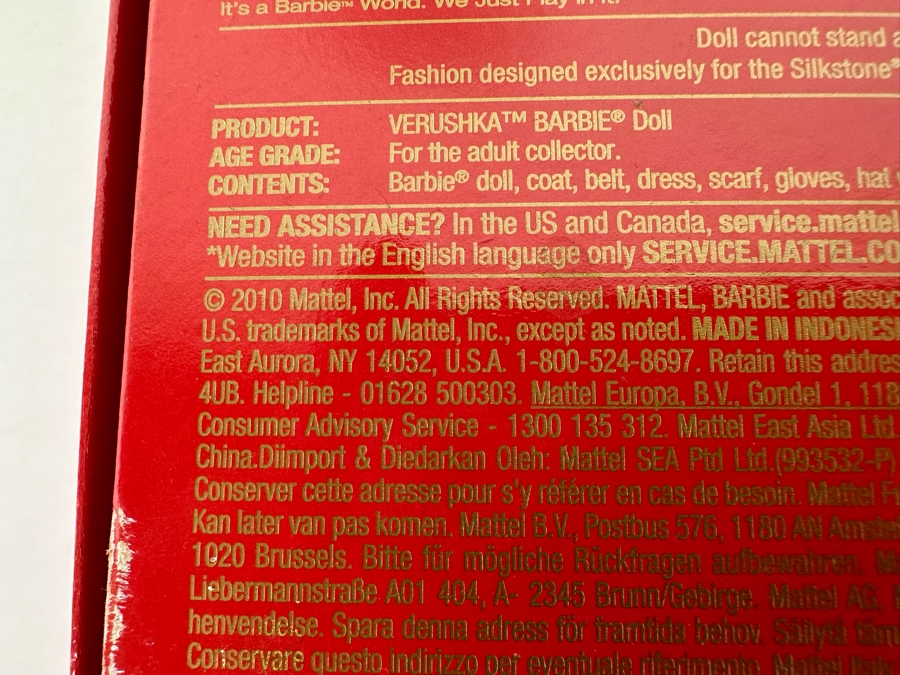 It's a Barbie™ World. We Just Play in It.
Doll cannot stand a
Fashion designed exclusively for the Silkstone®
PRODUCT: VERUSHKA™ BARBIE® Doll
AGE GRADE: For the adult collector.
CONTENTS: Barbie® doll, coat, belt, dress, scarf, gloves, hat
NEED ASSISTANCE? In the US and Canada, service.mattel
*Website in the English language only SERVICE.MATTEL.CO
© 2010 Mattel, Inc. All Rights Reserved. MATTEL, BARBIE and assoc
U.S. trademarks of Mattel, Inc., except as noted. MADE IN INDONESI
East Aurora, NY 14052, U.S.A. 1-800-524-8697. Retain this addres
4UB. Helpline - 01628 500303. Mattel Europa, B.V., Gondel 1, 118
Consumer Advisory Service - 1300 135 312. Mattel East Asia Ltd.
China.Diimport & Diedarkan Oleh: Mattel SEA Ptd Ltd.(993532-P)
Conserver cette adresse pour s'y référer en cas de besoin. Mattel F
Kan later van pas komen. Mattel B.V., Postbus 576, 1180 AN Amste
1020 Brussels. Bitte für mögliche Rückfragen aufbewahren. M
Liebermannstraße A01 404, A- 2345 Brunn/Gebirge. Mattel AG,
henvendelse. Spara denna adress för framtida behov. Säilytä täm
Conservare questo indirizzo per eventuale riferimento. Mattel Italy